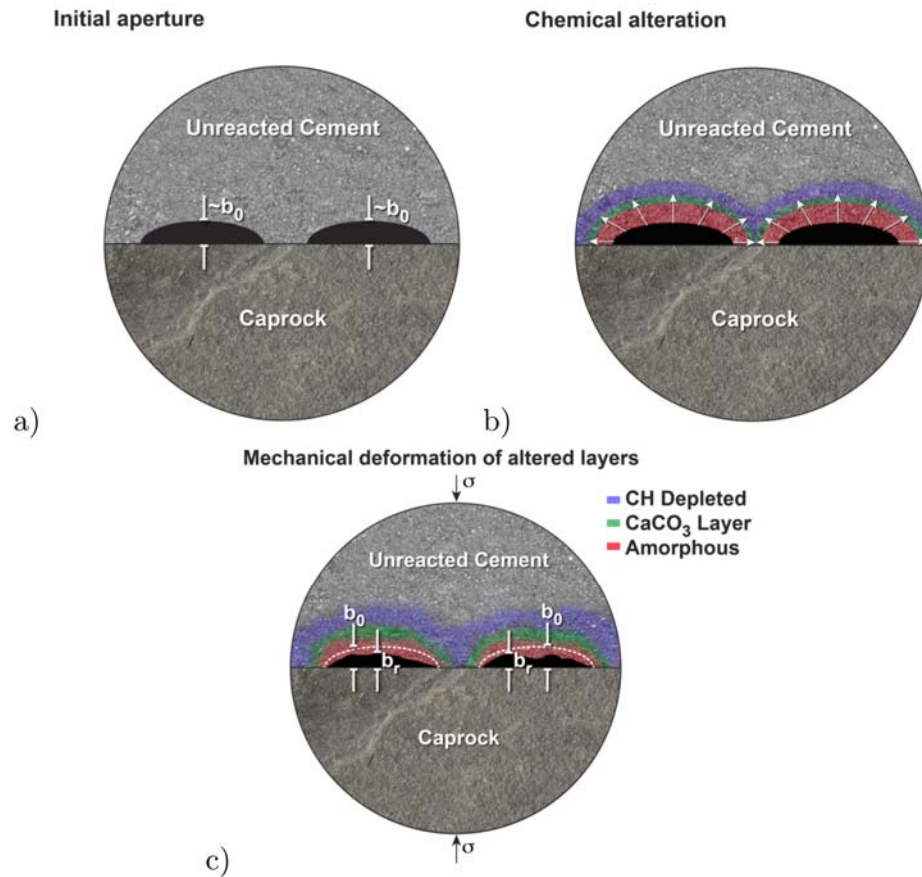 Initial aperture
Unreacted Cement
~b₀ ~b₀
Caprock
a)
Chemical alteration
Unreacted Cement
Caprock
b)
Mechanical deformation of altered layers
σ
CH Depleted
CaCO₃ Layer
Amorphous
Unreacted Cement
b₀ b₀
bᵣ bᵣ
Caprock
σ
c)